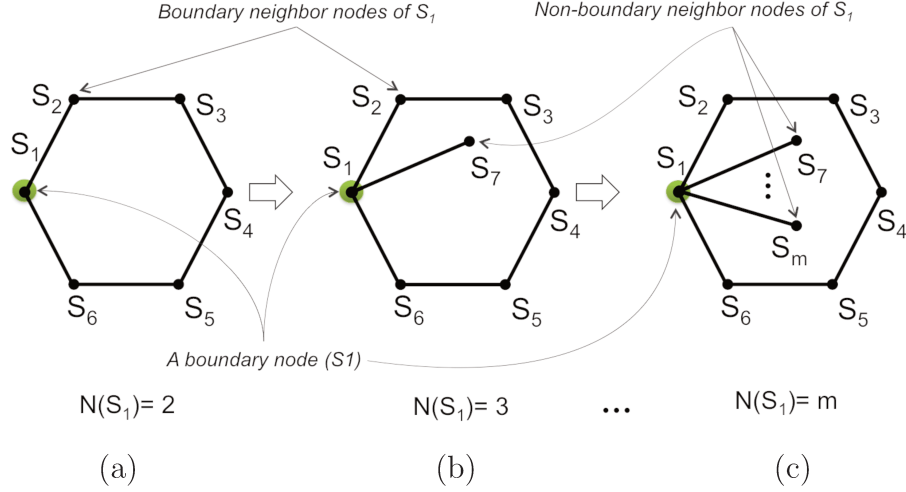 Boundary neighbor nodes of S₁
Non-boundary neighbor nodes of S₁
S₂ S₃ S₁ S₄ S₆ S₅
S₂ S₃ S₁ S₇ S₄ S₆ S₅
S₂ S₃ S₁ S₇ S₄ Sₘ S₆ S₅
A boundary node (S1)
N(S₁)= 2
N(S₁)= 3
...
N(S₁)= m
(a)
(b)
(c)